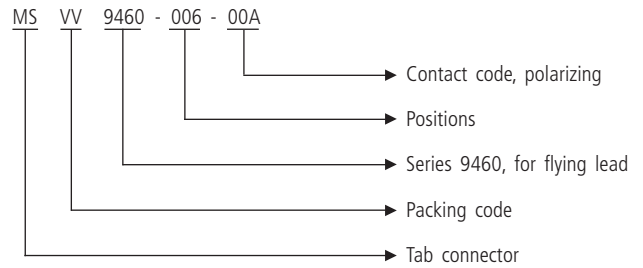 MS VV 9460 - 006 - 00A
Contact code, polarizing
Positions
Series 9460, for flying lead
Packing code
Tab connector